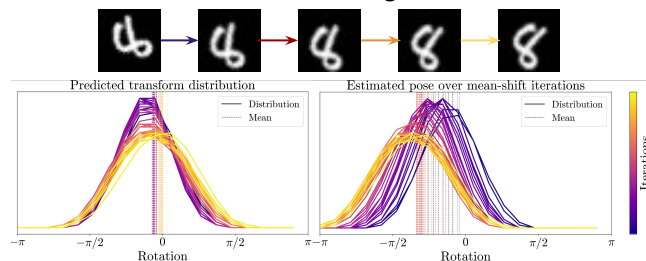 Predicted transform distribution
Estimated pose over mean-shift iterations
Distribution
Mean
Distribution
Mean
Iterations
−π
−π/2
0
π/2
−π
−π/2
0
π/2
π
Rotation
Rotation